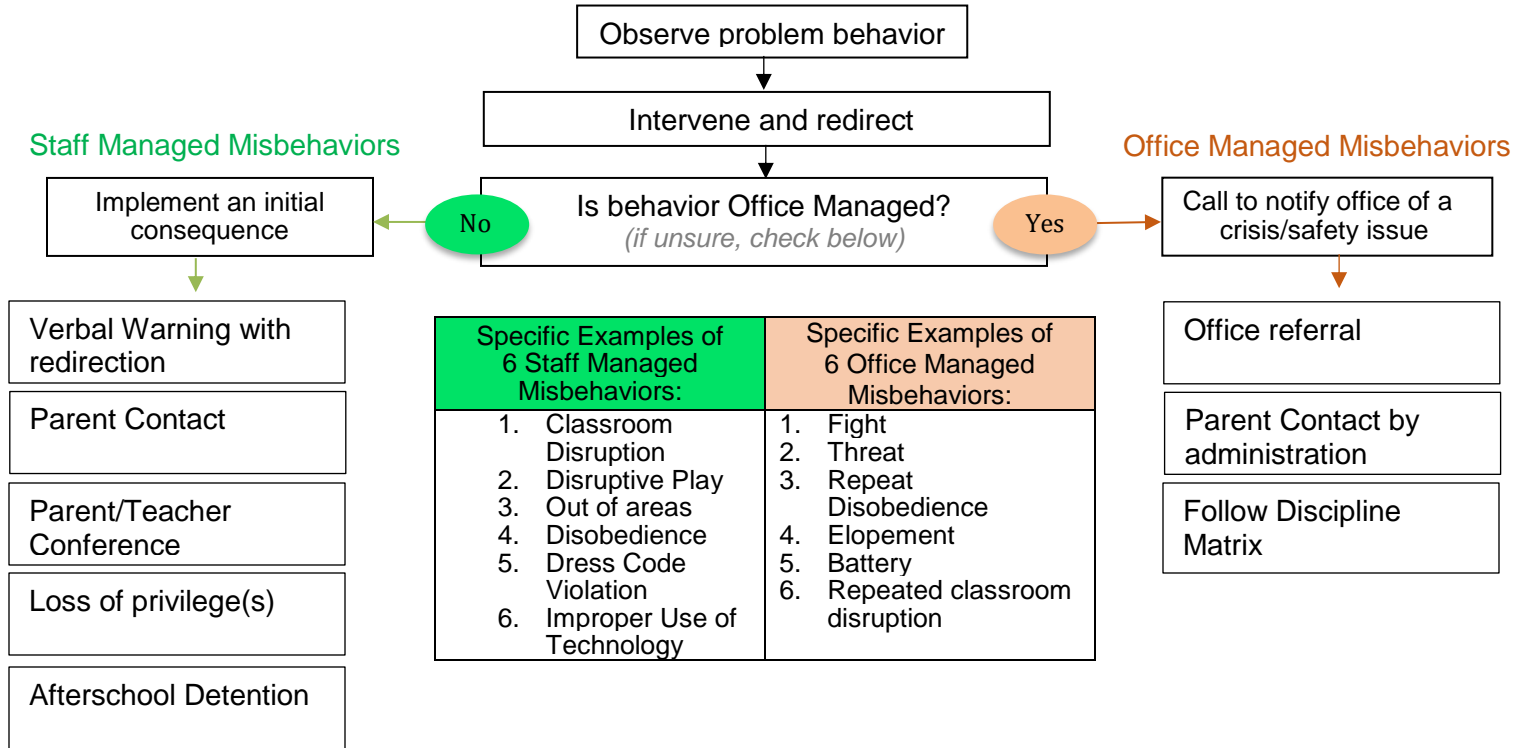 Observe problem behavior
Intervene and redirect
Staff Managed Misbehaviors
Office Managed Misbehaviors
Implement an initial
consequence
No
Is behavior Office Managed?
(if unsure, check below)
Yes
Call to notify office of a
crisis/safety issue
Verbal Warning with
redirection
Parent Contact
Parent/Teacher
Conference
Loss of privilege(s)
Afterschool Detention
Specific Examples of
6 Staff Managed
Misbehaviors:
1. Classroom
Disruption
2. Disruptive Play
3. Out of areas
4. Disobedience
5. Dress Code
Violation
6. Improper Use of
Technology
Specific Examples of
6 Office Managed
Misbehaviors:
1. Fight
2. Threat
3. Repeat
Disobedience
4. Elopement
5. Battery
6. Repeated classroom
disruption
Office referral
Parent Contact by
administration
Follow Discipline
Matrix